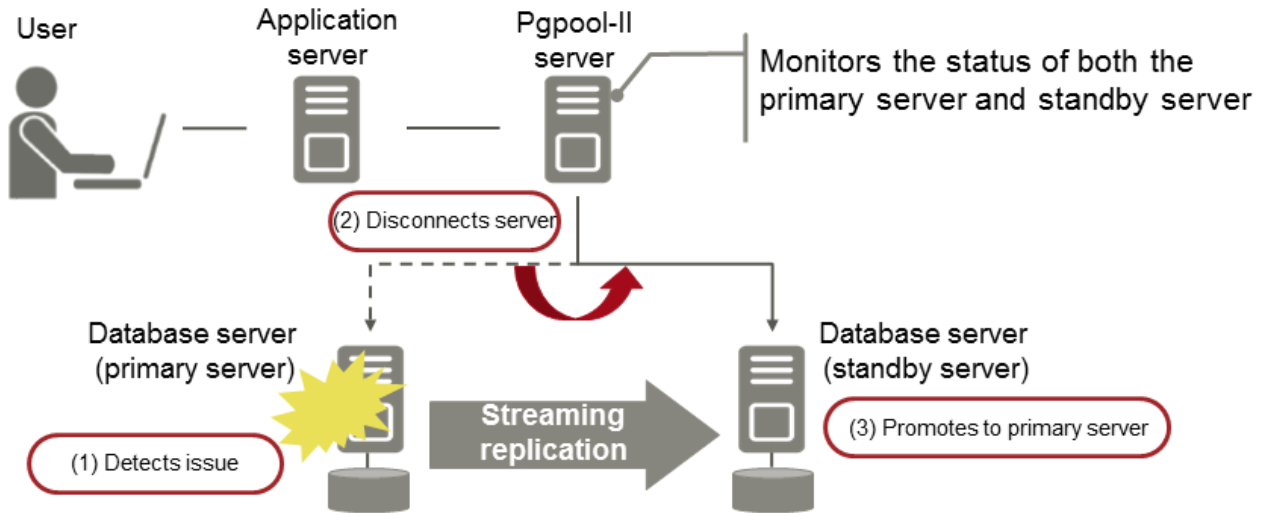 User
Application
server
Pgpool-II
server
Monitors the status of both the
primary server and standby server
(2) Disconnects server
Database server
(primary server)
Database server
(standby server)
Streaming
replication
(1) Detects issue
(3) Promotes to primary server